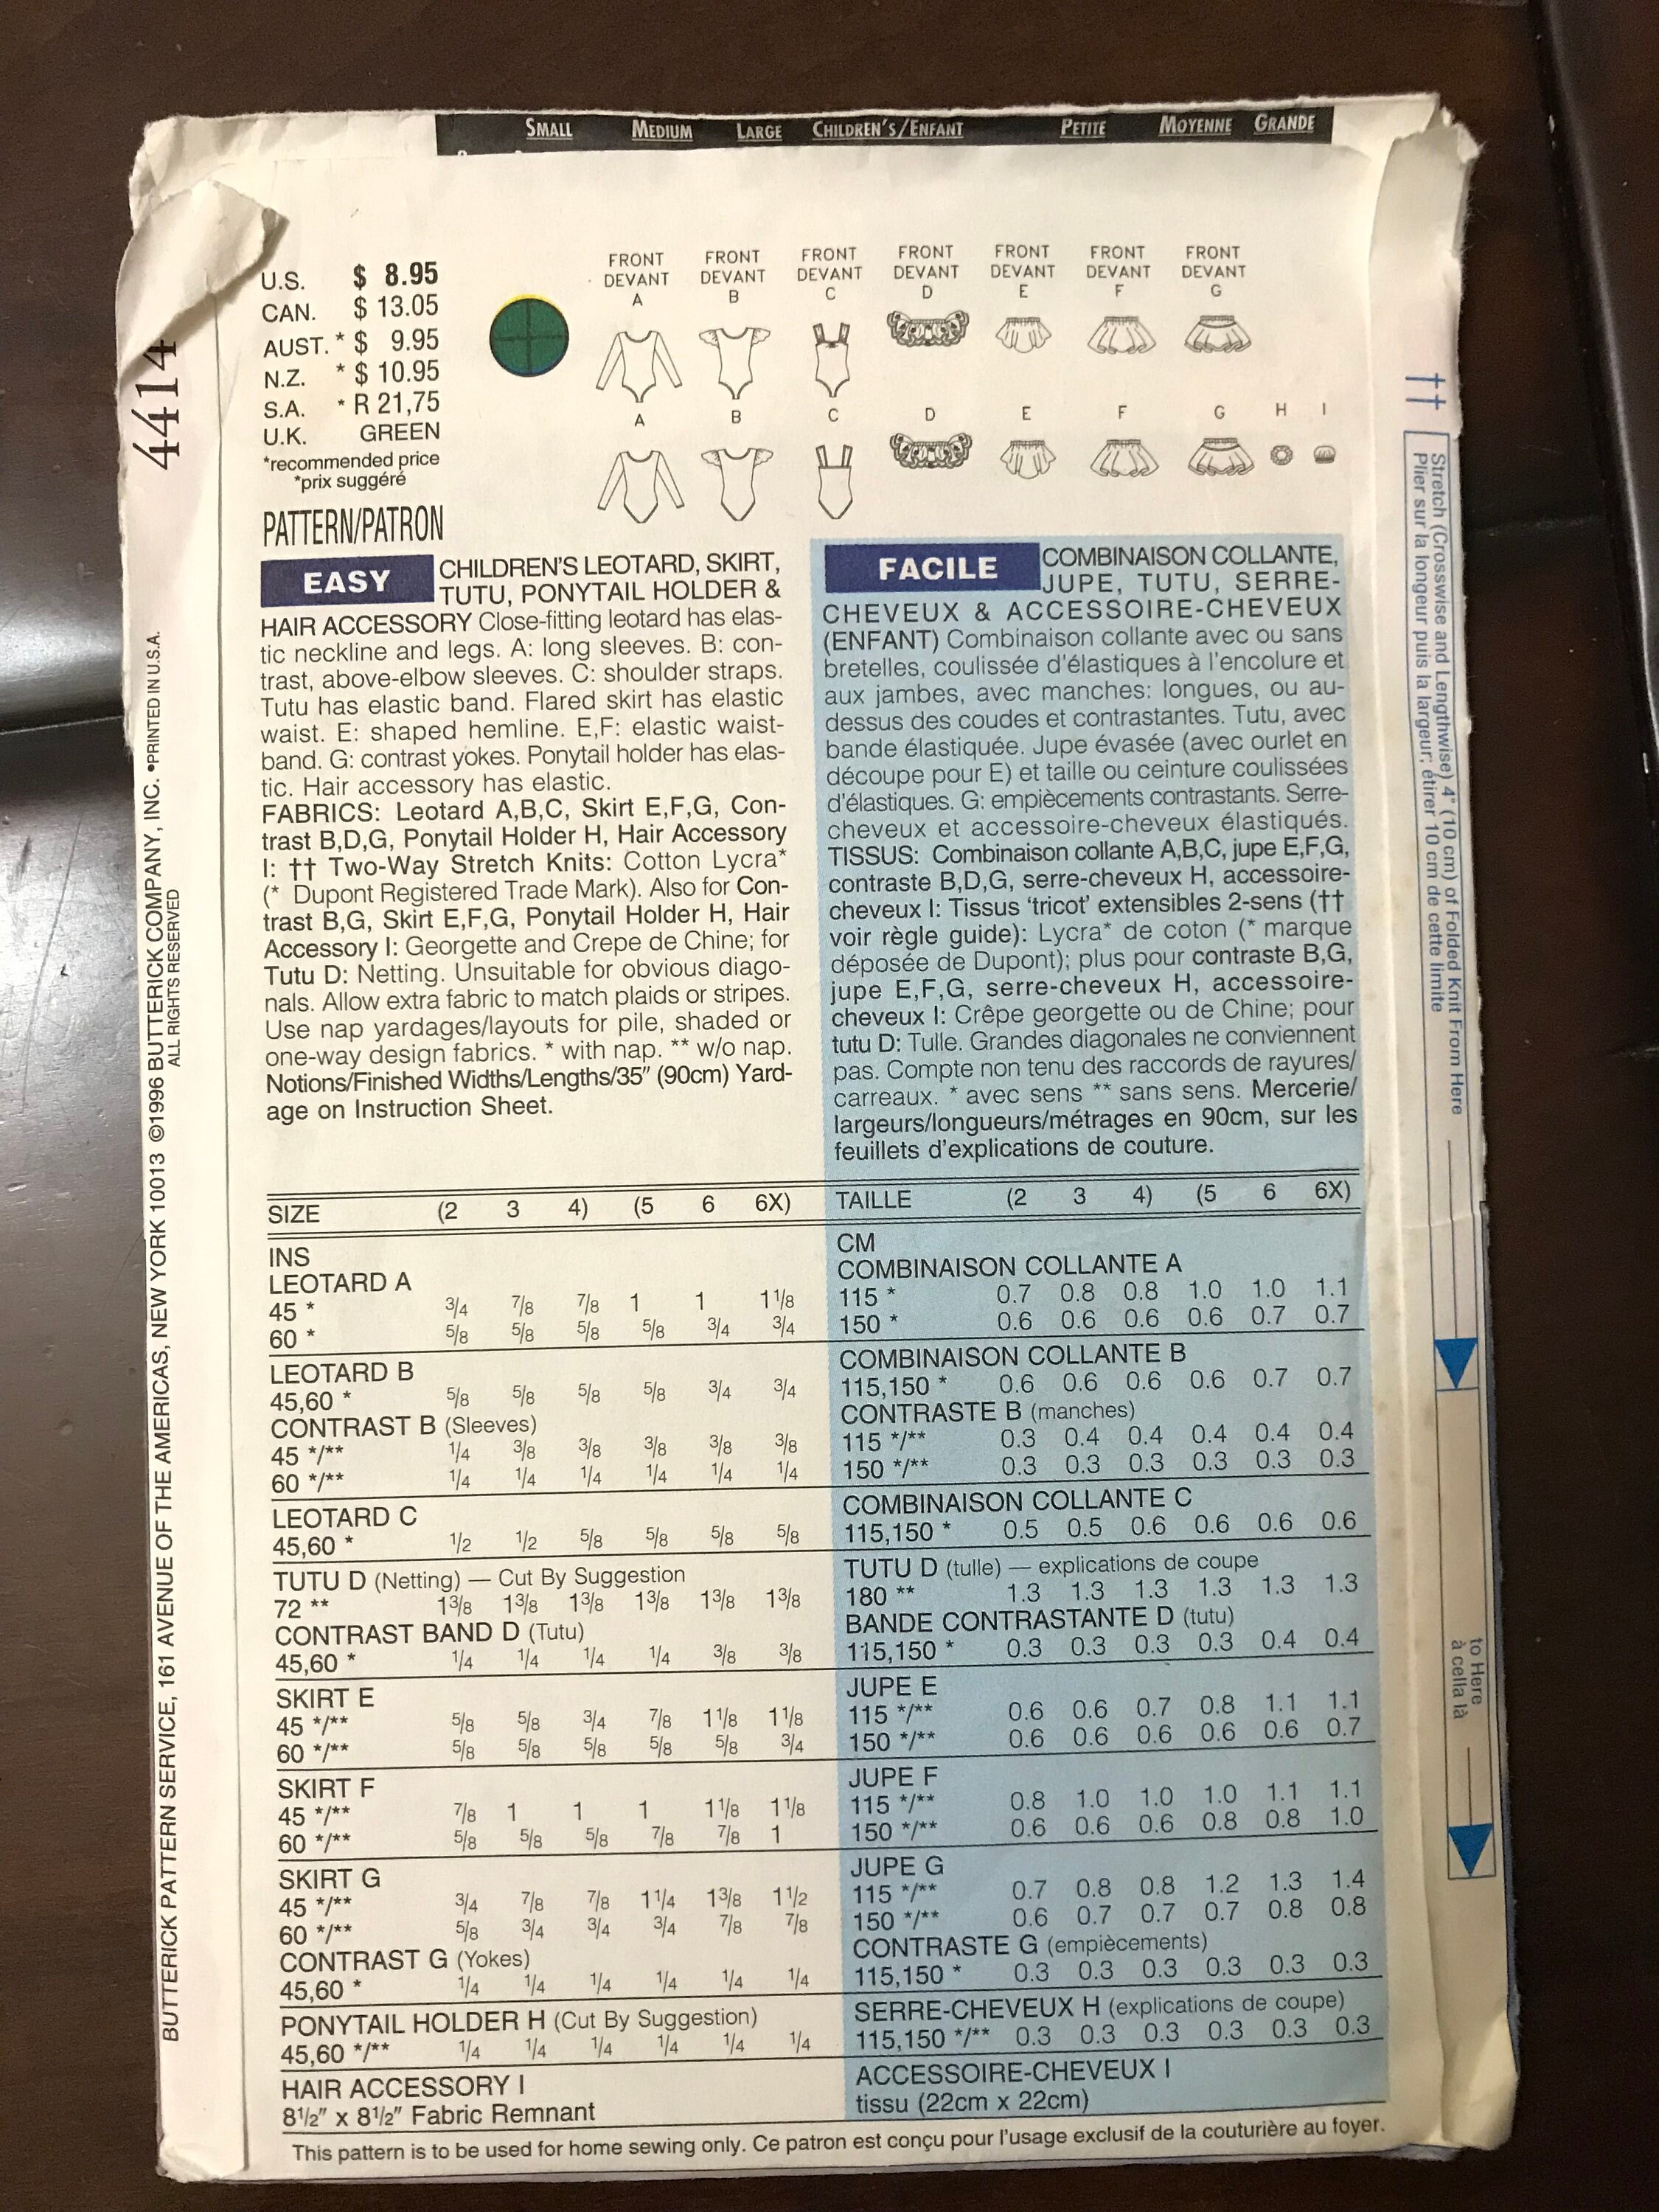 SMALL MEDIUM LARGE CHILDREN'S/ENFANT PETITE MOYENNE GRANDE
U.S. $ 8.95
CAN. $ 13.05
AUST. * $ 9.95
N.Z. * $ 10.95
S.A. * R 21,75
U.K. GREEN
*recommended price
*prix suggéré
FRONT FRONT FRONT FRONT FRONT FRONT FRONT
DEVANT DEVANT DEVANT DEVANT DEVANT DEVANT DEVANT
A B C D E F G
A B C D E F G H I
4414
PATTERN/PATRON
EASY CHILDREN'S LEOTARD, SKIRT,
TUTU, PONYTAIL HOLDER &
HAIR ACCESSORY Close-fitting leotard has elas-
tic neckline and legs. A: long sleeves. B: con-
trast, above-elbow sleeves. C: shoulder straps.
Tutu has elastic band. Flared skirt has elastic
waist. E: shaped hemline. E,F: elastic waist-
band. G: contrast yokes. Ponytail holder has elas-
tic. Hair accessory has elastic.
FABRICS: Leotard A,B,C, Skirt E,F,G, Con-
trast B,D,G, Ponytail Holder H, Hair Accessory
I: †† Two-Way Stretch Knits: Cotton Lycra*
(* Dupont Registered Trade Mark). Also for Con-
trast B,G, Skirt E,F,G, Ponytail Holder H, Hair
Accessory I: Georgette and Crepe de Chine; for
Tutu D: Netting. Unsuitable for obvious diago-
nals. Allow extra fabric to match plaids or stripes.
Use nap yardages/layouts for pile, shaded or
one-way design fabrics. * with nap. ** w/o nap.
Notions/Finished Widths/Lengths/35" (90cm) Yard-
age on Instruction Sheet.
FACILE COMBINAISON COLLANTE,
JUPE, TUTU, SERRE-
CHEVEUX & ACCESSOIRE-CHEVEUX
(ENFANT) Combinaison collante avec ou sans
bretelles, coulissée d'élastiques à l'encolure et
aux jambes, avec manches: longues, ou au-
dessus des coudes et contrastantes. Tutu, avec
bande élastiquée. Jupe évasée (avec ourlet en
découpe pour E) et taille ou ceinture coulissées
d'élastiques. G: empiècements contrastants. Serre-
cheveux et accessoire-cheveux élastiqués.
TISSUS: Combinaison collante A,B,C, jupe E,F,G,
contraste B,D,G, serre-cheveux H, accessoire-
cheveux I: Tissus 'tricot' extensibles 2-sens (††
voir règle guide): Lycra* de coton (* marque
déposée de Dupont); plus pour contraste B,G,
jupe E,F,G, serre-cheveux H, accessoire-
cheveux I: Crêpe georgette ou de Chine; pour
tutu D: Tulle. Grandes diagonales ne conviennent
pas. Compte non tenu des raccords de rayures/
carreaux. * avec sens ** sans sens. Mercerie/
largeurs/longueurs/métrages en 90cm, sur les
feuillets d'explications de couture.
SIZE (2 3 4) (5 6 6X)
INS
LEOTARD A
45 * 3/4 7/8 7/8 1 1 1 1/8
60 * 5/8 5/8 5/8 5/8 3/4 3/4
LEOTARD B
45,60 * 5/8 5/8 5/8 5/8 3/4 3/4
CONTRAST B (Sleeves)
45 */** 1/4 3/8 3/8 3/8 3/8 3/8
60 */** 1/4 1/4 1/4 1/4 1/4 1/4
LEOTARD C
45,60 * 1/2 1/2 5/8 5/8 5/8 5/8
TUTU D (Netting) — Cut By Suggestion
72 ** 1 3/8 1 3/8 1 3/8 1 3/8 1 3/8 1 3/8
CONTRAST BAND D (Tutu)
45,60 * 1/4 1/4 1/4 1/4 3/8 3/8
SKIRT E
45 */** 5/8 5/8 3/4 7/8 1 1/8 1 1/8
60 */** 5/8 5/8 5/8 5/8 5/8 3/4
SKIRT F
45 */** 7/8 1 1 1 1 1/8 1 1/8
60 */** 5/8 5/8 5/8 7/8 7/8 1
SKIRT G
45 */** 3/4 7/8 7/8 1 1/4 1 3/8 1 1/2
60 */** 5/8 3/4 3/4 3/4 7/8 7/8
CONTRAST G (Yokes)
45,60 * 1/4 1/4 1/4 1/4 1/4 1/4
PONYTAIL HOLDER H (Cut By Suggestion)
45,60 */** 1/4 1/4 1/4 1/4 1/4 1/4
HAIR ACCESSORY I
8 1/2" x 8 1/2" Fabric Remnant
TAILLE (2 3 4) (5 6 6X)
CM
COMBINAISON COLLANTE A
115 * 0.7 0.8 0.8 1.0 1.0 1.1
150 * 0.6 0.6 0.6 0.6 0.7 0.7
COMBINAISON COLLANTE B
115,150 * 0.6 0.6 0.6 0.6 0.7 0.7
CONTRASTE B (manches)
115 */** 0.3 0.4 0.4 0.4 0.4 0.4
150 */** 0.3 0.3 0.3 0.3 0.3 0.3
COMBINAISON COLLANTE C
115,150 * 0.5 0.5 0.6 0.6 0.6 0.6
TUTU D (tulle) — explications de coupe
180 ** 1.3 1.3 1.3 1.3 1.3 1.3
BANDE CONTRASTANTE D (tutu)
115,150 * 0.3 0.3 0.3 0.3 0.4 0.4
JUPE E
115 */** 0.6 0.6 0.7 0.8 1.1 1.1
150 */** 0.6 0.6 0.6 0.6 0.6 0.7
JUPE F
115 */** 0.8 1.0 1.0 1.0 1.1 1.1
150 */** 0.6 0.6 0.6 0.8 0.8 1.0
JUPE G
115 */** 0.7 0.8 0.8 1.2 1.3 1.4
150 */** 0.6 0.7 0.7 0.7 0.8 0.8
CONTRASTE G (empiècements)
115,150 * 0.3 0.3 0.3 0.3 0.3 0.3
SERRE-CHEVEUX H (explications de coupe)
115,150 */** 0.3 0.3 0.3 0.3 0.3 0.3
ACCESSOIRE-CHEVEUX I
tissu (22cm x 22cm)
This pattern is to be used for home sewing only. Ce patron est conçu pour l'usage exclusif de la couturière au foyer.
BUTTERICK PATTERN SERVICE, 161 AVENUE OF THE AMERICAS, NEW YORK 10013 ©1996 BUTTERICK COMPANY, INC. •PRINTED IN U.S.A.
ALL RIGHTS RESERVED
††
Stretch (Crosswise and Lengthwise) 4" (10 cm) of Folded Knit From Here
Plier sur la longeur puis la largeur; étirer 10 cm de cette limite
to Here
à cella là